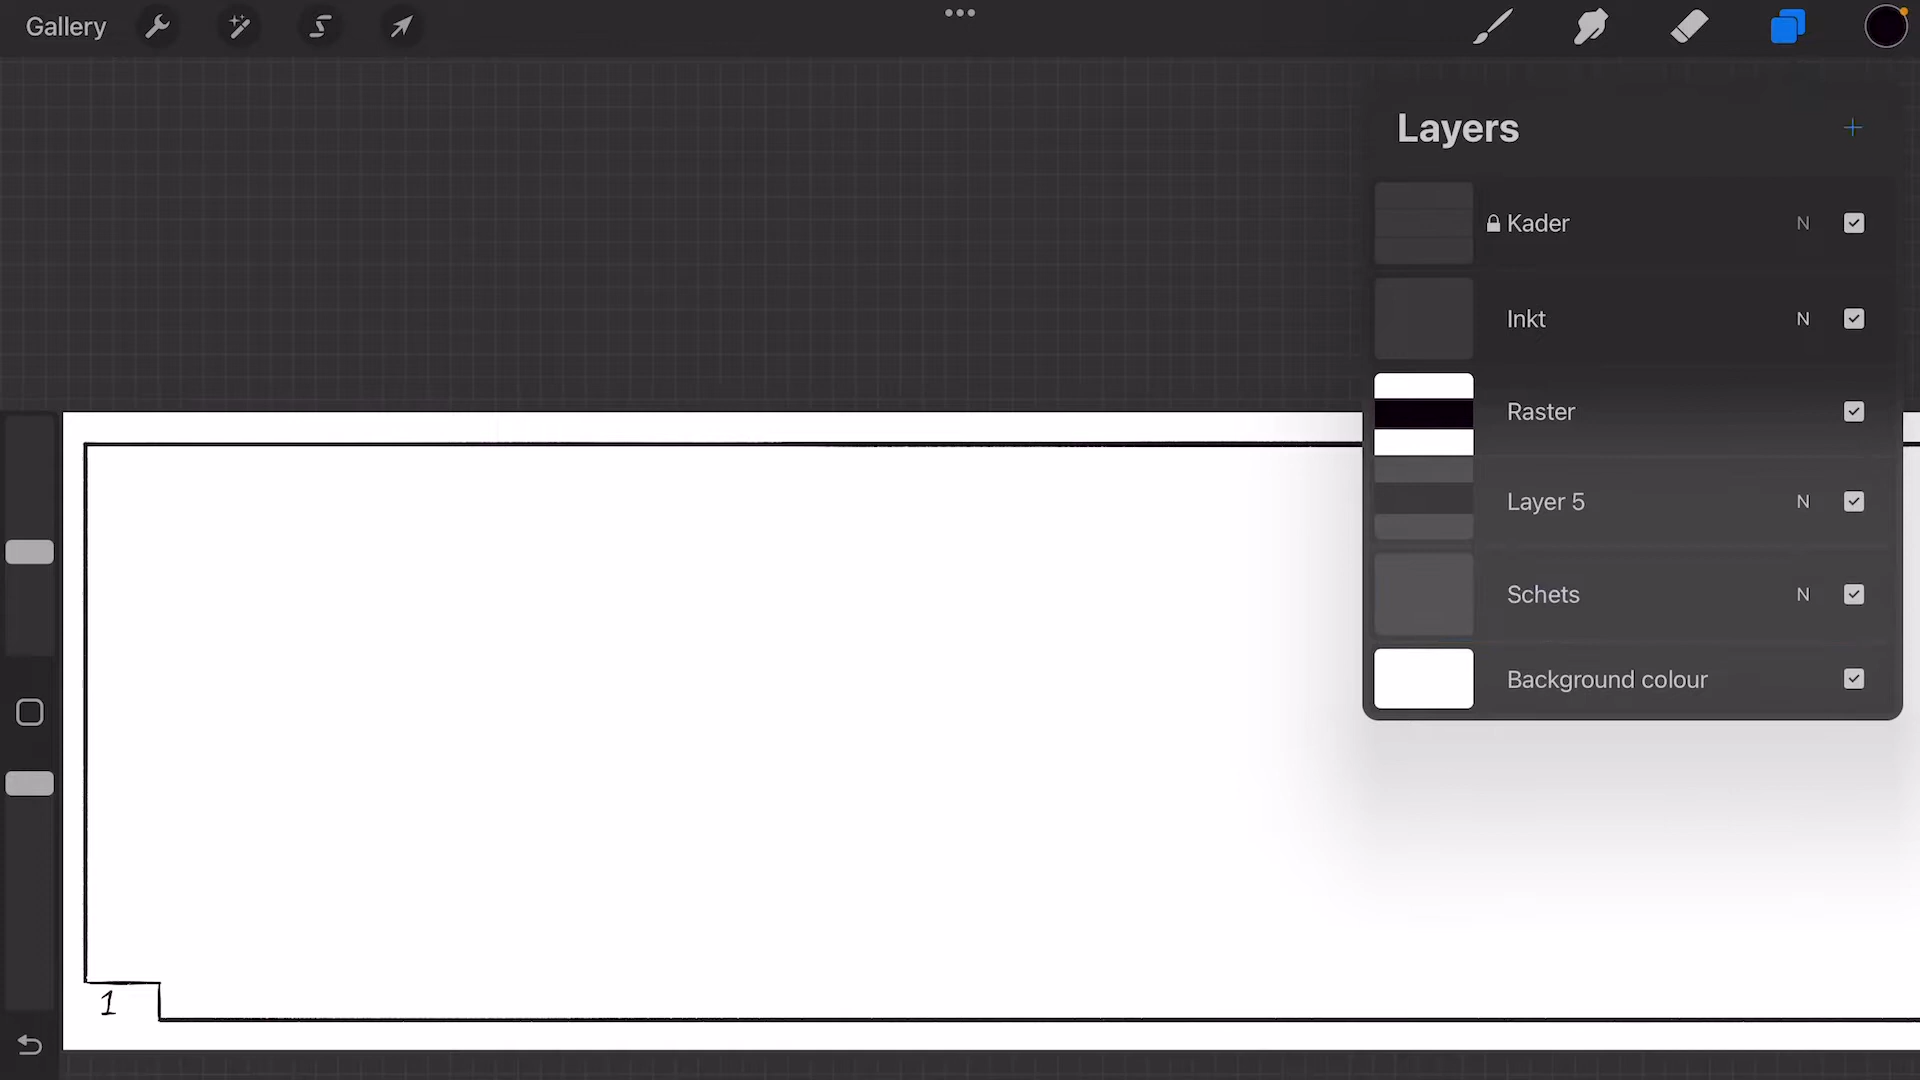 Gallery
Layers
Kader N
Inkt N
Raster
Layer 5 N
Schets N
Background colour
1